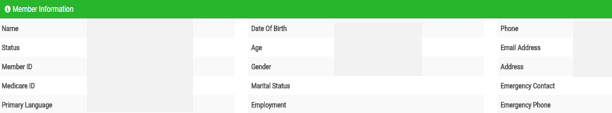 Member Information
Name Date Of Birth Phone
Status Age Email Address
Member ID Gender Address
Medicare ID Marital Status Emergency Contact
Primary Language Employment Emergency Phone